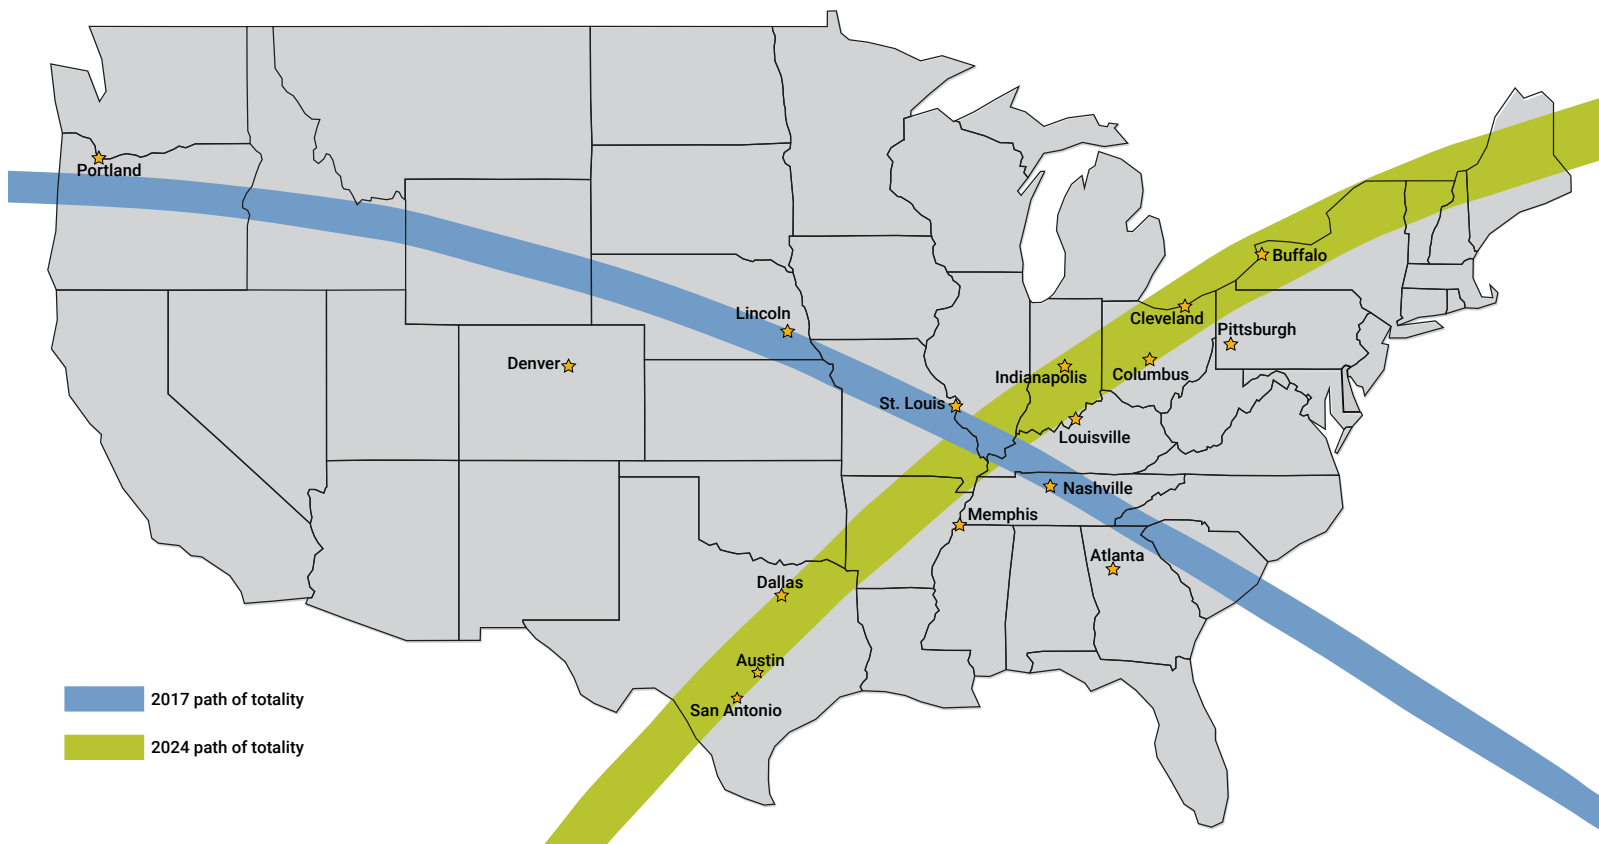 Portland
Buffalo
Lincoln
Cleveland
Pittsburgh
Denver
Indianapolis
Columbus
St. Louis
Louisville
Nashville
Memphis
Atlanta
Dallas
Austin
San Antonio
2017 path of totality
2024 path of totality